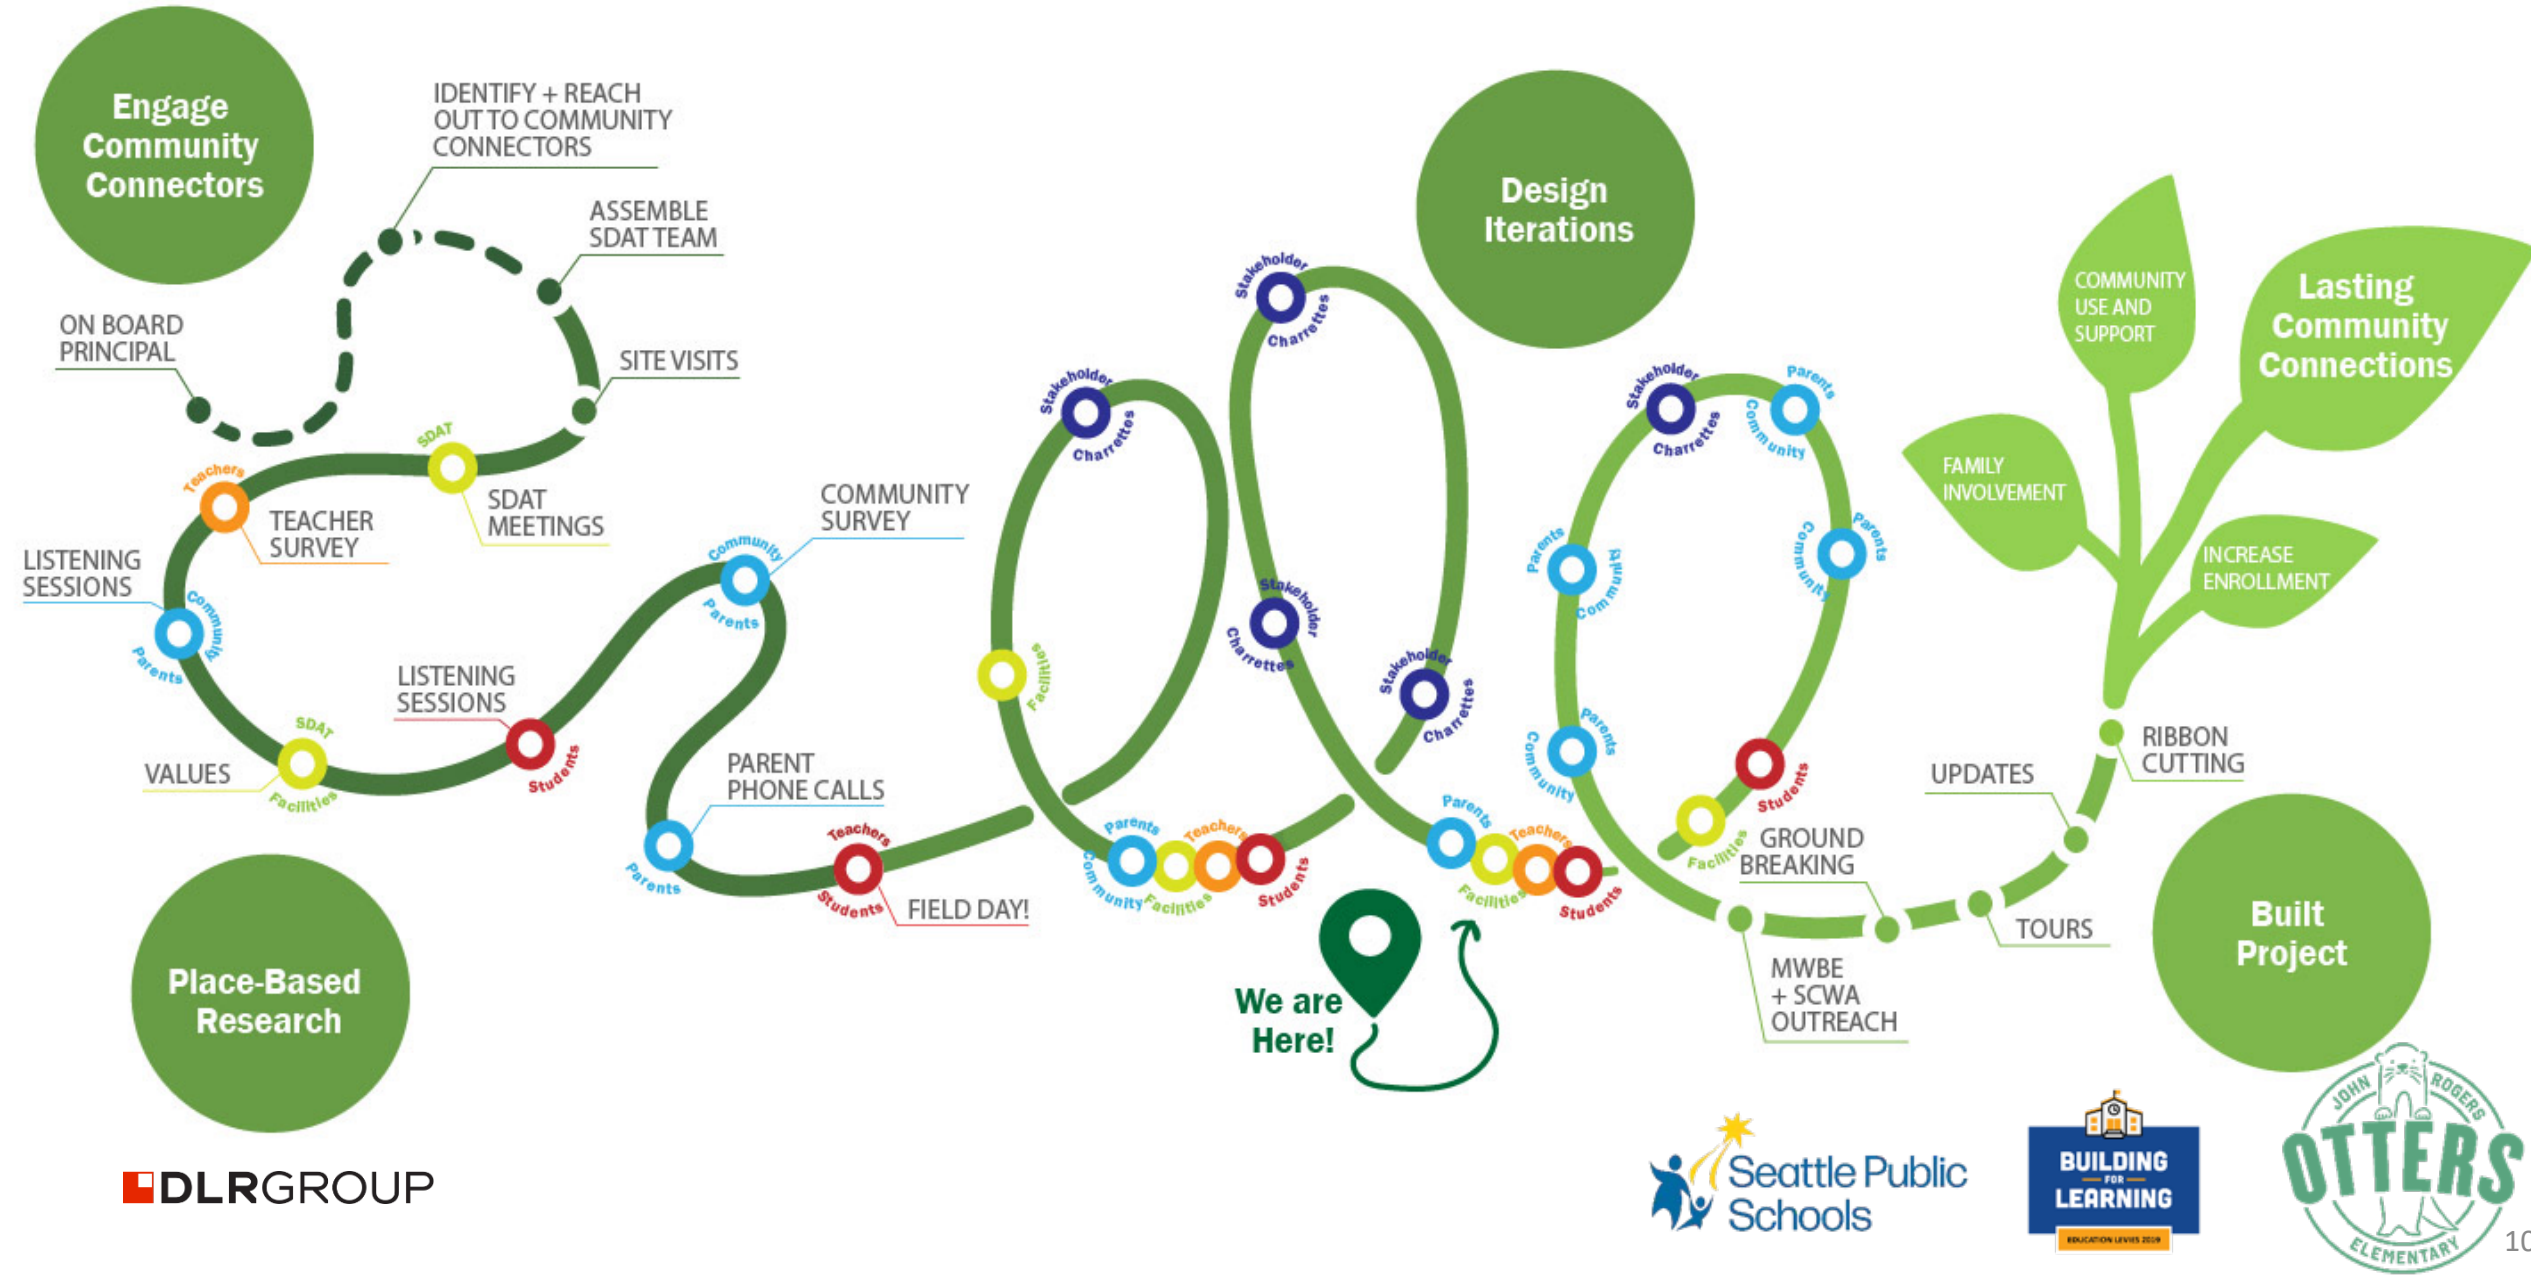 Engage
Community
Connectors
IDENTIFY + REACH
OUT TO COMMUNITY
CONNECTORS
ASSEMBLE
SDAT TEAM
ON BOARD
PRINCIPAL
SITE VISITS
SDAT
SDAT
MEETINGS
Teachers
TEACHER
SURVEY
LISTENING
SESSIONS
Community
Parents
SDAT
VALUES
Facilities
LISTENING
SESSIONS
Students
Community
Parents
COMMUNITY
SURVEY
PARENT
PHONE CALLS
Parents
Teachers
Students
FIELD DAY!
Place-Based
Research
Stakeholder
Charrettes
Facilities
Parents
Community
Facilities
Teachers
Students
Stakeholder
Charrettes
Stakeholder
Charrettes
Stakeholder
Charrettes
Design
Iterations
Parents
Facilities
Teachers
Students
We are
Here!
Stakeholder
Charrettes
Parents
Community
Parents
Community
Parents
Community
Parents
Community
Students
Facilities
GROUND
BREAKING
MWBE
+ SCWA
OUTREACH
TOURS
UPDATES
RIBBON
CUTTING
Built
Project
FAMILY
INVOLVEMENT
COMMUNITY
USE AND
SUPPORT
Lasting
Community
Connections
INCREASE
ENROLLMENT
DLRGROUP
Seattle Public
Schools
BUILDING
FOR
LEARNING
EDUCATION LEVIES 2019
JOHN ROGERS
OTTERS
ELEMENTARY
10